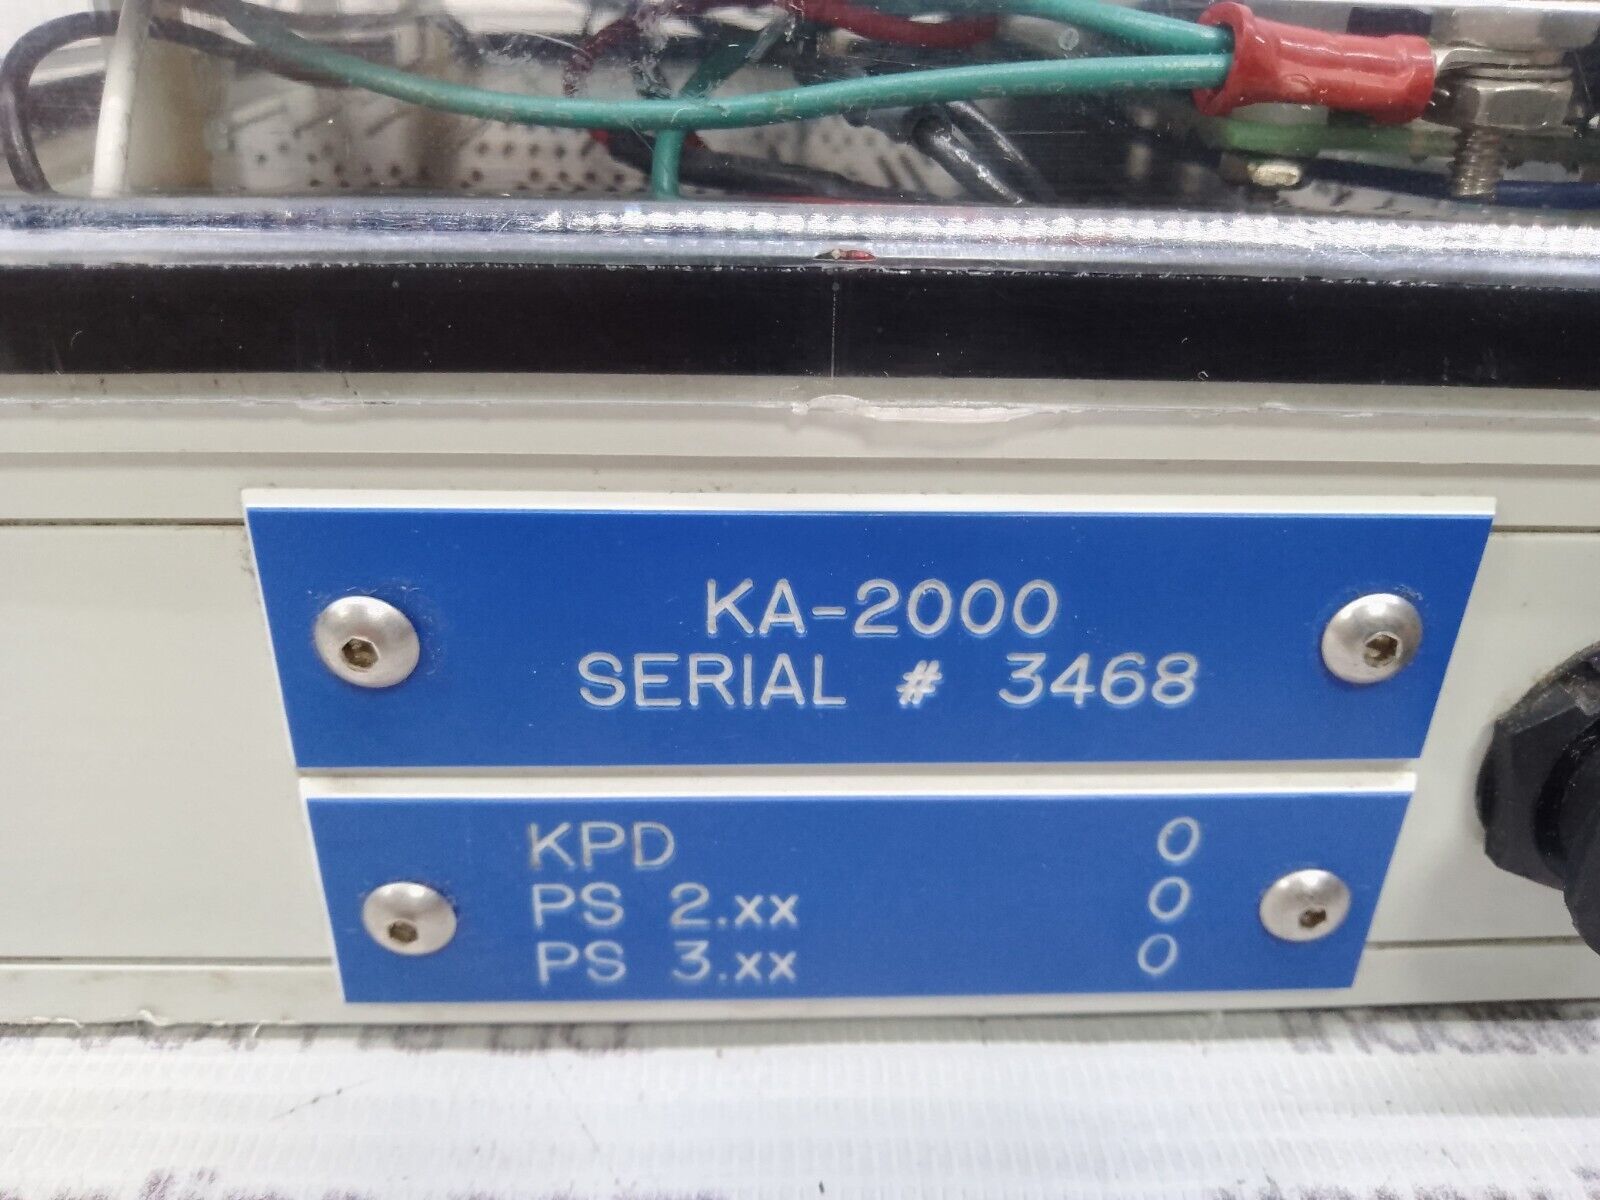 KA-2000
SERIAL # 3468
KPD 0
PS 2.xx 0
PS 3.xx 0